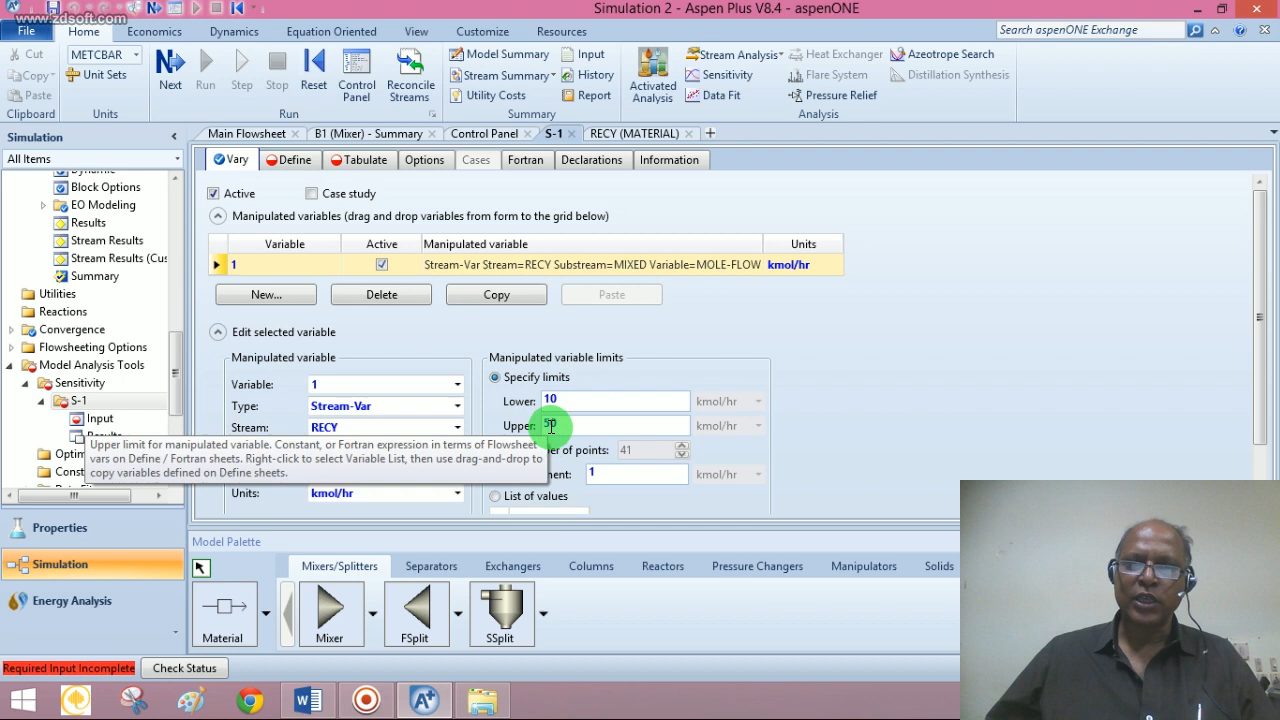 www.zdsoft.com
Simulation 2 - Aspen Plus V8.4 - aspenONE
File Home Economics Dynamics Equation Oriented View Customize Resources Search aspenONE Exchange
Cut METCBAR Model Summary Input Stream Analysis Heat Exchanger Azeotrope Search
Copy Unit Sets Stream Summary History Sensitivity Flare System Distillation Synthesis
Paste Next Run Step Stop Reset Control Panel Reconcile Streams Utility Costs Report Activated Analysis Data Fit Pressure Relief
Clipboard Units Run Summary Analysis
Simulation Main Flowsheet B1 (Mixer) - Summary Control Panel S-1 RECY (MATERIAL)
All Items Vary Define Tabulate Options Cases Fortran Declarations Information
Dynamic
Block Options Active Case study
EO Modeling Manipulated variables (drag and drop variables from form to the grid below)
Results
Stream Results Variable Active Manipulated variable Units
Stream Results (Cus 1 Stream-Var Stream=RECY Substream=MIXED Variable=MOLE-FLOW kmol/hr
Summary
Utilities New... Delete Copy Paste
Reactions
Convergence Edit selected variable
Flowsheeting Options
Model Analysis Tools Manipulated variable Manipulated variable limits
Sensitivity Variable: 1 Specify limits
S-1 Type: Stream-Var Lower: 10 kmol/hr
Input Stream: RECY Upper: 50 kmol/hr
Results
Upper limit for manipulated variable. Constant, or Fortran expression in terms of Flowsheet
vars on Define / Fortran sheets. Right-click to select Variable List, then use drag-and-drop to
copy variables defined on Define sheets.
Optim er of points: 41
Const ment: 1 kmol/hr
Units: kmol/hr List of values
Properties
Simulation
Energy Analysis
Model Palette
Mixers/Splitters Separators Exchangers Columns Reactors Pressure Changers Manipulators Solids
Material Mixer FSplit SSplit
Required Input Incomplete Check Status